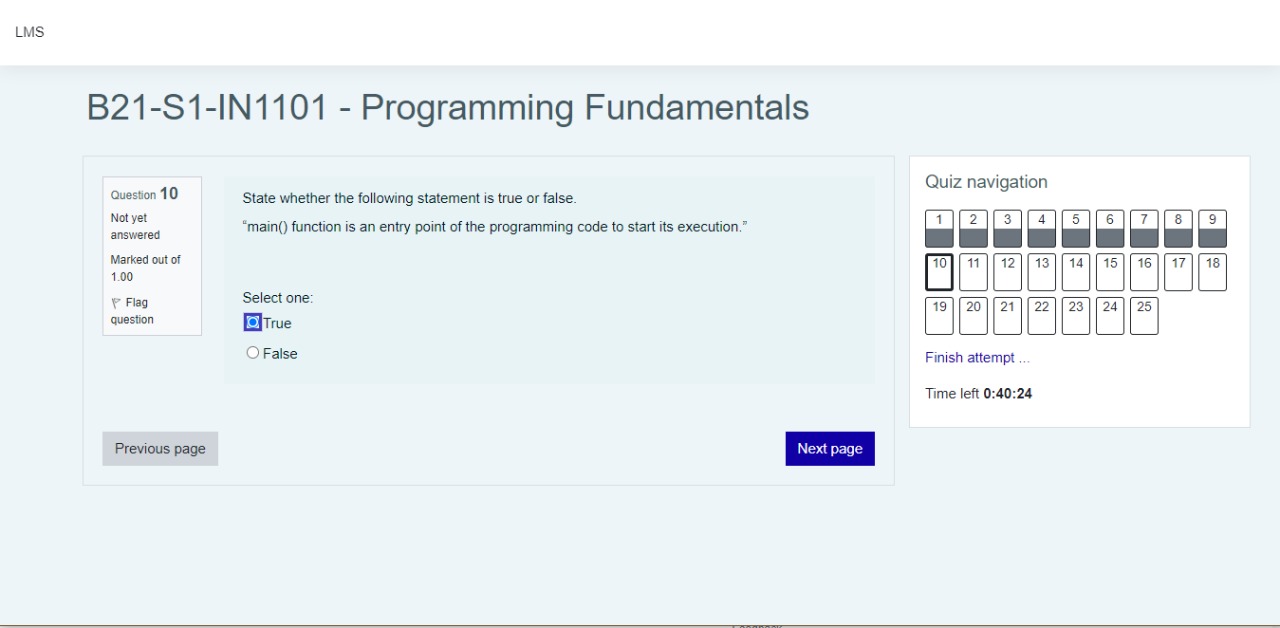 LMS
B21-S1-IN1101 - Programming Fundamentals
Question 10
Not yet
answered
Marked out of
1.00
Flag
question
State whether the following statement is true or false.
“main() function is an entry point of the programming code to start its execution.”
Select one:
True
False
Previous page
Next page
Quiz navigation
1 2 3 4 5 6 7 8 9
10 11 12 13 14 15 16 17 18
19 20 21 22 23 24 25
Finish attempt ...
Time left 0:40:24